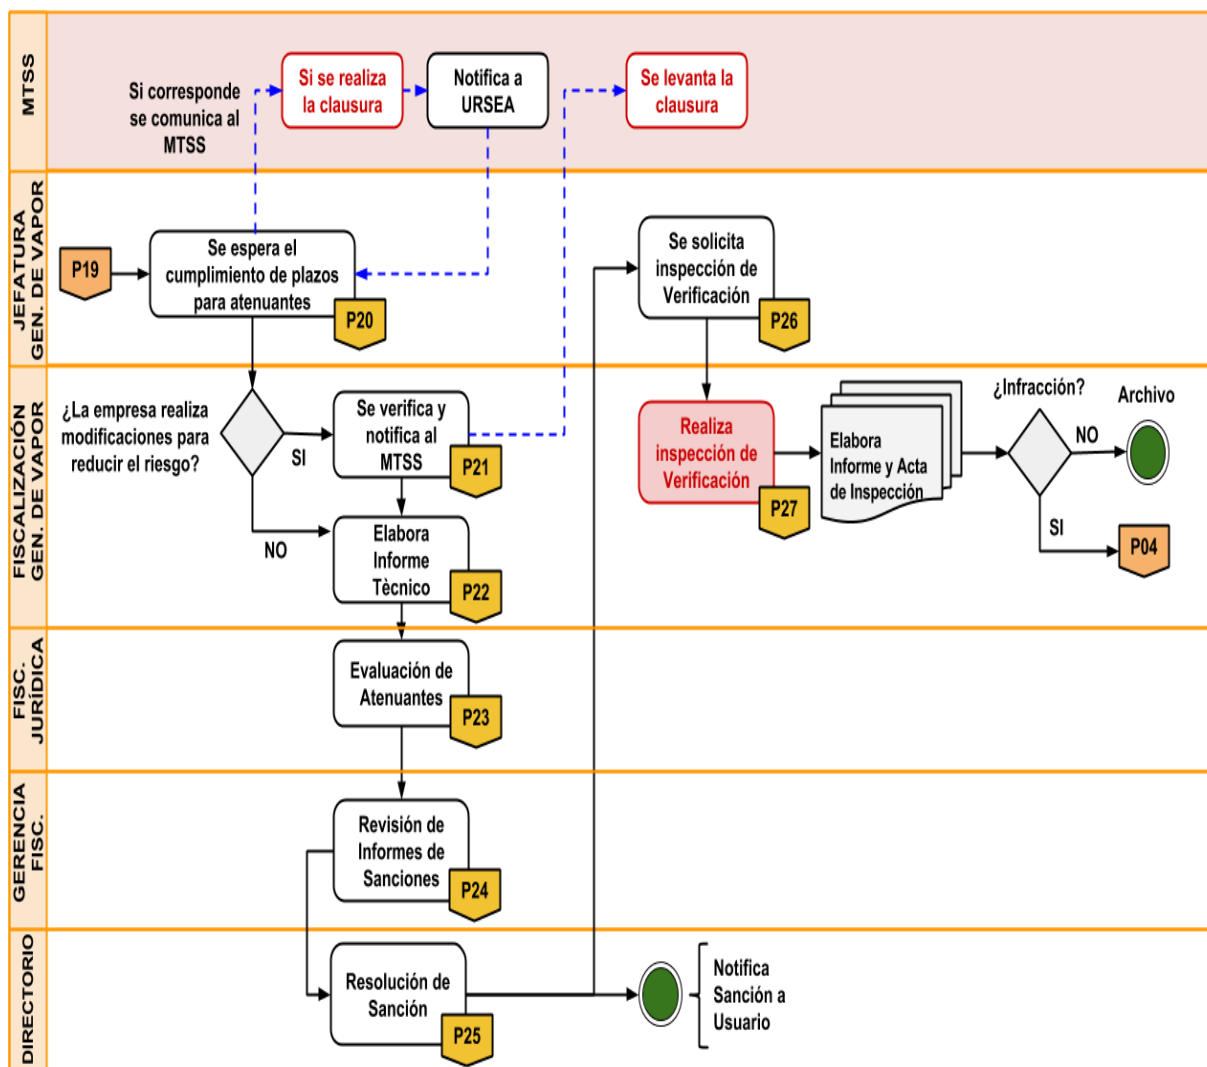 MTSS
Si corresponde
se comunica al
MTSS
Si se realiza
la clausura
Notifica a
URSEA
Se levanta la
clausura
JEFATURA
GEN. DE VAPOR
P19
Se espera el
cumplimiento de plazos
para atenuantes
P20
Se solicita
inspección de
Verificación
P26
FISCALIZACIÓN
GEN. DE VAPOR
¿La empresa realiza
modificaciones para
reducir el riesgo?
SI
NO
Se verifica y
notifica al
MTSS
P21
Elabora
Informe
Tècnico
P22
Realiza
inspección de
Verificación
P27
Elabora
Informe y Acta
de Inspección
¿Infracción?
NO
SI
Archivo
P04
FISC.
JURÍDICA
Evaluación de
Atenuantes
P23
GERENCIA
FISC.
Revisión de
Informes de
Sanciones
P24
DIRECTORIO
Resolución de
Sanción
P25
Notifica
Sanción a
Usuario